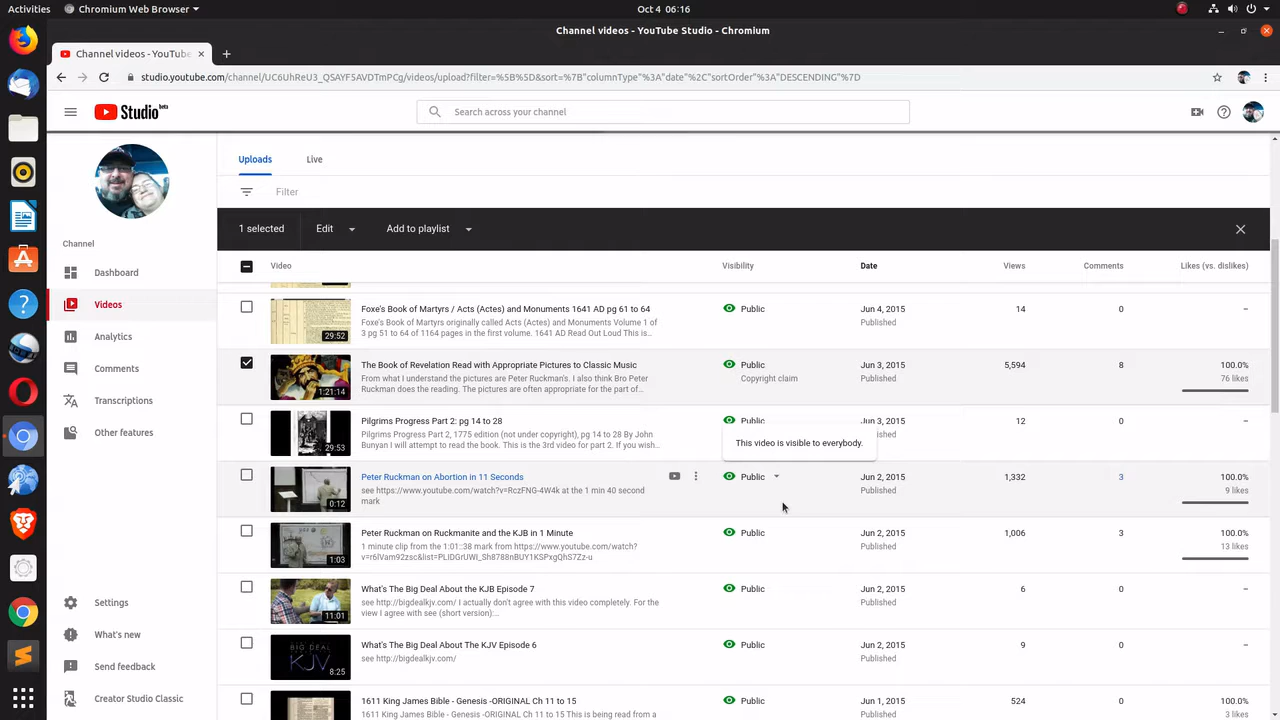 Activities
Chromium Web Browser
Oct 4 06:16
Channel videos - YouTube Studio - Chromium
Channel videos - YouTu
studio.youtube.com/channel/UC6UhReU3_QSAYF5AVDTmPCg/videos/upload?filter=%5B%5D&sort=%7B"columnType"%3A"date"%2C"sortOrder"%3A"DESCENDING"%7D
Studio beta
Search across your channel
Uploads
Live
Filter
1 selected
Edit
Add to playlist
Channel
Dashboard
Videos
Analytics
Comments
Transcriptions
Other features
Settings
What's new
Send feedback
Creator Studio Classic
Video
Visibility
Date
Views
Comments
Likes (vs. dislikes)
Foxe's Book of Martyrs / Acts (Actes) and Monuments 1641 AD pg 61 to 64
Foxe's Book of Martyrs originally called Acts (Actes) and Monuments Volume 1 of
3 pg 51 to 64 of 1164 pages in the first volume. 1641 AD Read Out Loud This is...
29:52
Public
Jun 4, 2015
Published
13
0
–
The Book of Revelation Read with Appropriate Pictures to Classic Music
From what I understand the pictures are Peter Ruckman's. I also think Bro Peter
Ruckman does the reading. The pictures are often appropriate for the part of...
1:21:14
Public
Copyright claim
Jun 3, 2015
Published
5,594
8
100.0%
76 likes
Pilgrims Progress Part 2: pg 14 to 28
Pilgrims Progress Part 2, 1775 edition (not under copyright), pg 14 to 28 By John
Bunyan I will attempt to read the book. This is the 3rd video for part 2. If you wish...
29:53
Public
Jun 3, 2015
ished
12
0
–
This video is visible to everybody.
Peter Ruckman on Abortion in 11 Seconds
see https://www.youtube.com/watch?v=RczFNG-4W4k at the 1 min 40 second
mark
0:12
Public
Jun 2, 2015
Published
1,332
3
100.0%
9 likes
Peter Ruckman on Ruckmanite and the KJB in 1 Minute
1 minute clip from the 1:01::38 mark from https://www.youtube.com/watch?
1:03
Public
Jun 2, 2015
Published
1,006
3
100.0%
13 likes
What's The Big Deal About the KJB Episode 7
see http://bigdealkjv.com/ I actually don't agree with this video completely. For the
view I agree with see (short version):...
11:01
Public
Jun 2, 2015
Published
28
0
–
What's The Big Deal About The KJV Episode 6
see http://bigdealkjv.com/
BIG DEAL
KJV
8:25
Public
Jun 2, 2015
Published
21
0
–
1611 King James Bible - Genesis -ORIGINAL Ch 11 to 15
1611 King James Bible - Genesis -ORIGINAL Ch 11 to 15 This is being read from a
Public
Jun 1, 2015
Published
524
0
100.0%
3 likes